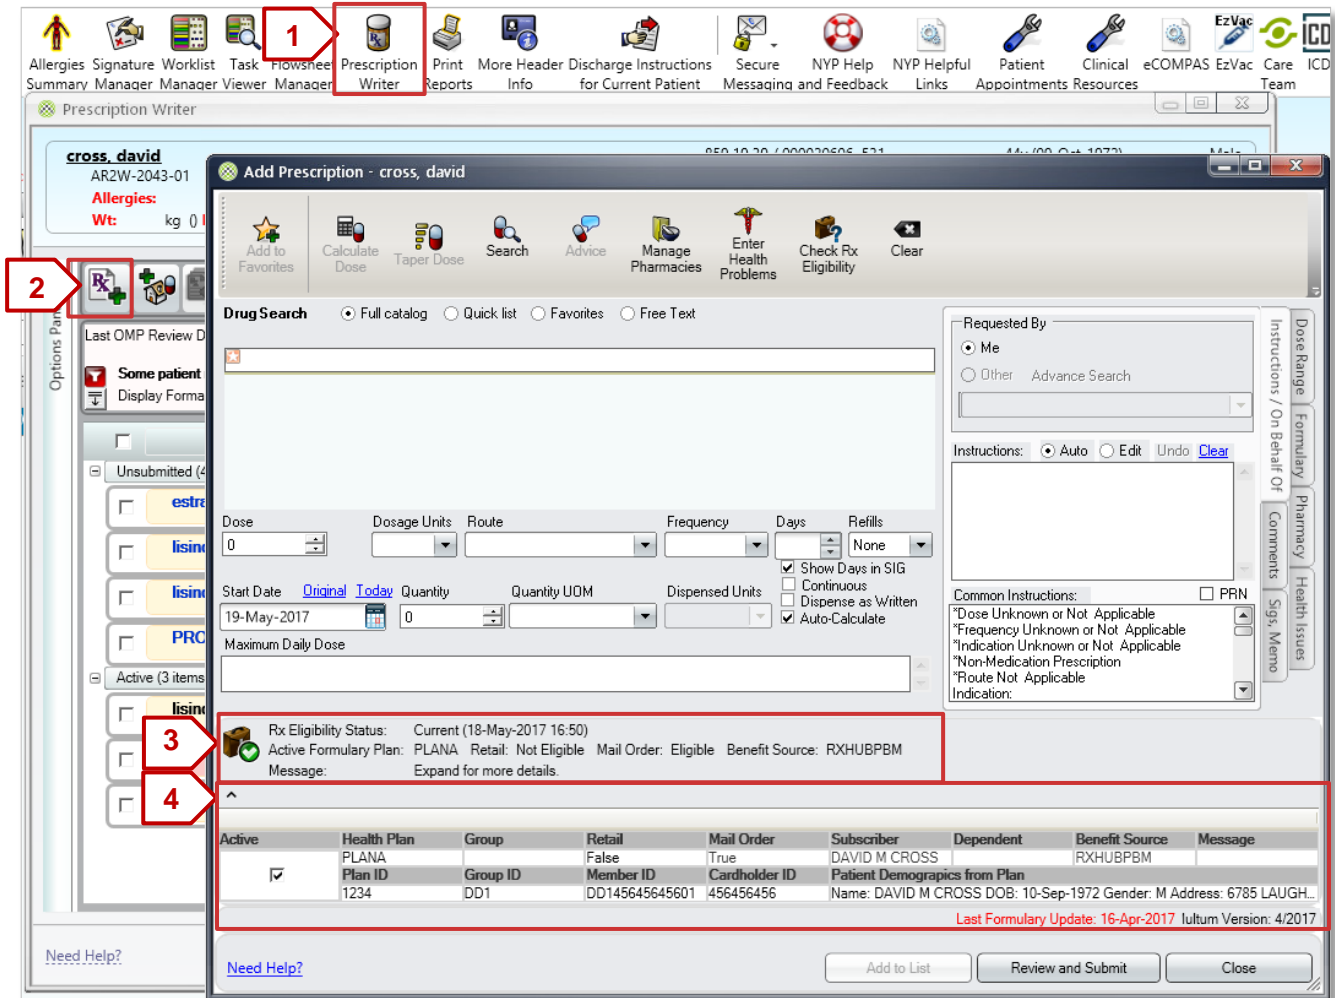 1
Allergies Signature Worklist Task Flowsheet Prescription Print More Header Discharge Instructions Secure NYP Help NYP Helpful Patient Clinical eCOMPAS EzVac Care ICD
Summary Manager Manager Viewer Manager Writer Reports Info for Current Patient Messaging and Feedback Links Appointments Resources Team
EzVac
ICD
Prescription Writer
cross, david
AR2W-2043-01
Allergies:
Wt: kg ()
Male
Add Prescription - cross, david
Add to Favorites
Calculate Dose
Taper Dose
Search
Advice
Manage Pharmacies
Enter Health Problems
Check Rx Eligibility
Clear
2
Options
Last OMP Review D
Some patient
Display Forma
Unsubmitted (4
estra
lisino
lisino
PRO
Active (3 items
lisino
Need Help?
Drug Search Full catalog Quick list Favorites Free Text
Dose Dosage Units Route Frequency Days Refills
0 None
Show Days in SIG
Continuous
Dispense as Written
Auto-Calculate
Start Date Original Today Quantity Quantity UOM Dispensed Units
19-May-2017 0
Maximum Daily Dose
Requested By
Me
Other Advance Search
Instructions: Auto Edit Undo Clear
Common Instructions: PRN
*Dose Unknown or Not Applicable
*Frequency Unknown or Not Applicable
*Indication Unknown or Not Applicable
*Non-Medication Prescription
*Route Not Applicable
Indication:
Instructions / On Behalf Of
Comments
Sigs, Memo
Dose Range
Formulary
Pharmacy
Health Issues
3
Rx Eligibility Status: Current (18-May-2017 16:50)
Active Formulary Plan: PLANA Retail: Not Eligible Mail Order: Eligible Benefit Source: RXHUBPBM
Message: Expand for more details.
4
Active Health Plan Group Retail Mail Order Subscriber Dependent Benefit Source Message
PLANA False True DAVID M CROSS RXHUBPBM
Plan ID Group ID Member ID Cardholder ID Patient Demograpics from Plan
1234 DD1 DD145645645601 456456456 Name: DAVID M CROSS DOB: 10-Sep-1972 Gender: M Address: 6785 LAUGH...
Last Formulary Update: 16-Apr-2017 lultum Version: 4/2017
Need Help? Add to List Review and Submit Close